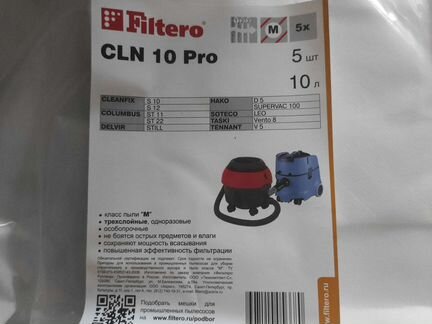 Filtero
M 5x
CLN 10 Pro
5 шт
10 л
CLEANFIX S 10 HAKO D 5
S 12 SUPERVAC 100
COLUMBUS ST 11 SOTECO LEO
ST 22 TASKI Vento 8
DELVIR STILL TENNANT V 5
• класс пыли "М"
• трехслойные, одноразовые
• особопрочные
• не боятся острых предметов и влаги
• сохраняют мощность всасывания
• повышенная эффективность фильтрации
Подобрать мешки для
промышленных пылесосов
на www.filtero.ru/podbor
www.filtero.ru